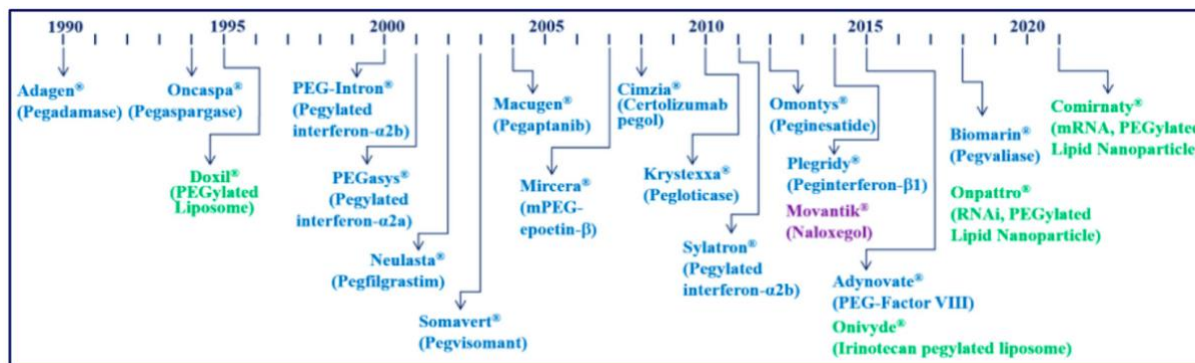 1990 1995 2000 2005 2010 2015 2020
Adagen®
(Pegadamase)
Oncaspa®
(Pegaspargase)
Doxil®
(PEGylated
Liposome)
PEG-Intron®
(Pegylated
interferon-α2b)
PEGasys®
(Pegylated
interferon-α2a)
Neulasta®
(Pegfilgrastim)
Somavert®
(Pegvisomant)
Macugen®
(Pegaptanib)
Mircera®
(mPEG-
epoetin-β)
Cimzia®
(Certolizumab
pegol)
Krystexxa®
(Pegloticase)
Sylatron®
(Pegylated
interferon-α2b)
Omontys®
(Peginesatide)
Plegridy®
(Peginterferon-β1)
Movantik®
(Naloxegol)
Adynovate®
(PEG-Factor VIII)
Onivyde®
(Irinotecan pegylated liposome)
Biomarin®
(Pegvaliase)
Onpattro®
(RNAi, PEGylated
Lipid Nanoparticle)
Comirnaty®
(mRNA, PEGylated
Lipid Nanoparticle)